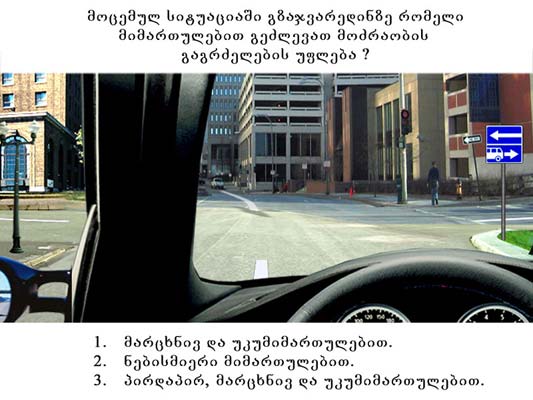 მოცემულ სიტუაციაში გზაჯვარედინზე რომელი
მიმართულებით გეძლევათ მოძრაობის
გაგრძელების უფლება ?
1. მარცხნივ და უკუმიმართულებით.
2. ნებისმიერი მიმართულებით.
3. პირდაპირ, მარცხნივ და უკუმიმართულებით.